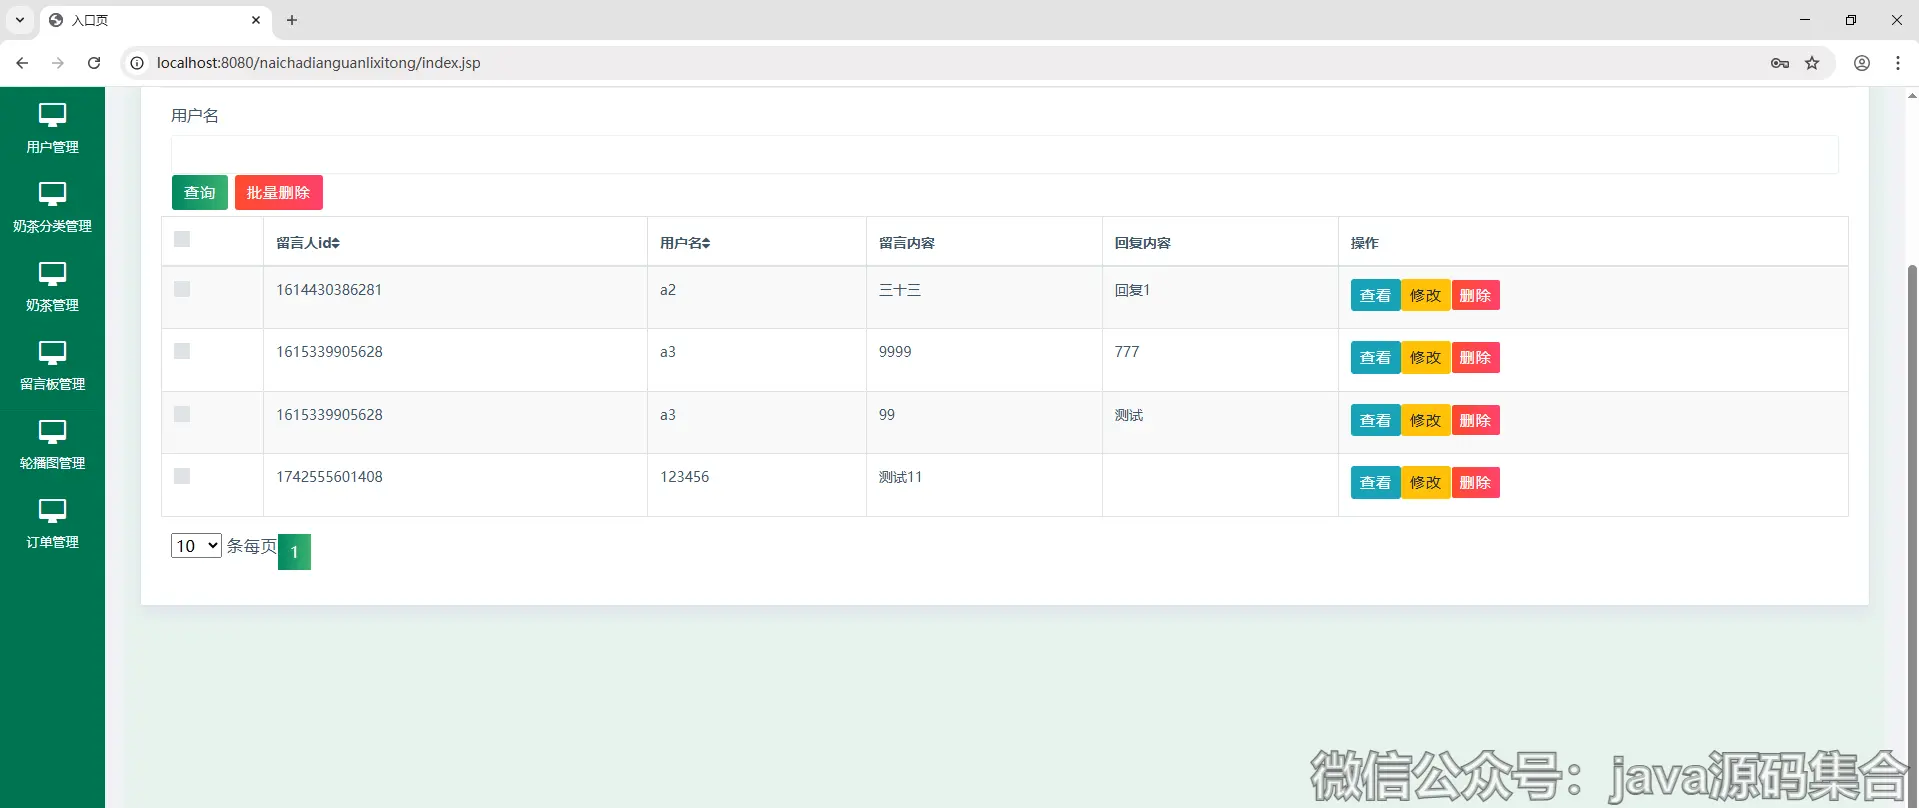 入口页
localhost:8080/naichadianguanlixitong/index.jsp
用户管理
奶茶分类管理
奶茶管理
留言板管理
轮播图管理
订单管理
用户名
查询 批量删除
留言人id 用户名 留言内容 回复内容 操作
1614430386281 a2 三十三 回复1 查看 修改 删除
1615339905628 a3 9999 777 查看 修改 删除
1615339905628 a3 99 测试 查看 修改 删除
1742555601408 123456 测试11 查看 修改 删除
10 条每页 1
微信公众号：java源码集合